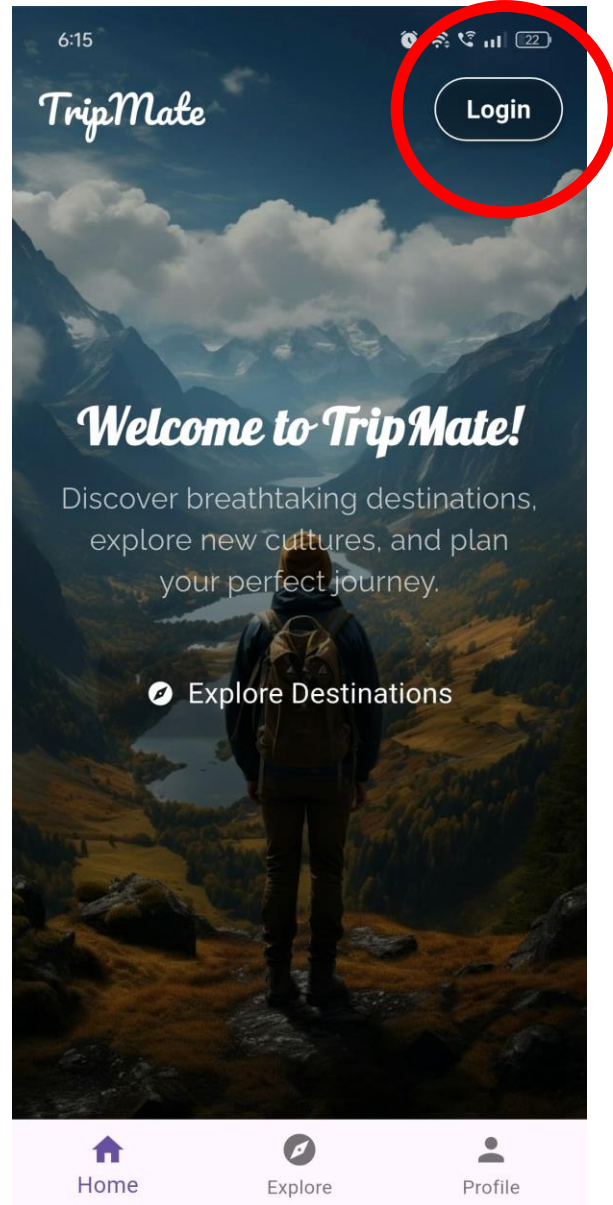 6:15 22
TripMate Login
Welcome to TripMate!
Discover breathtaking destinations,
explore new cultures, and plan
your perfect journey.
Explore Destinations
Home Explore Profile